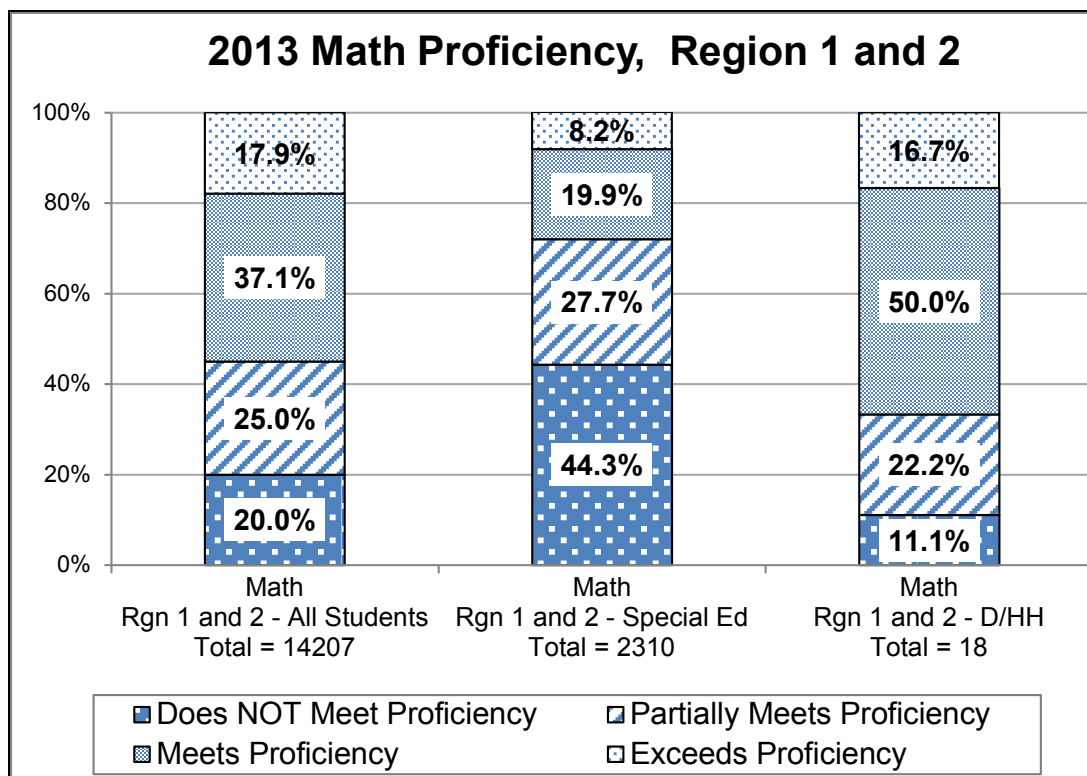 2013 Math Proficiency, Region 1 and 2
100%
80%
60%
40%
20%
0%
17.9%
37.1%
25.0%
20.0%
8.2%
19.9%
27.7%
44.3%
16.7%
50.0%
22.2%
11.1%
Math
Rgn 1 and 2 - All Students
Total = 14207
Math
Rgn 1 and 2 - Special Ed
Total = 2310
Math
Rgn 1 and 2 - D/HH
Total = 18
Does NOT Meet Proficiency
Partially Meets Proficiency
Meets Proficiency
Exceeds Proficiency